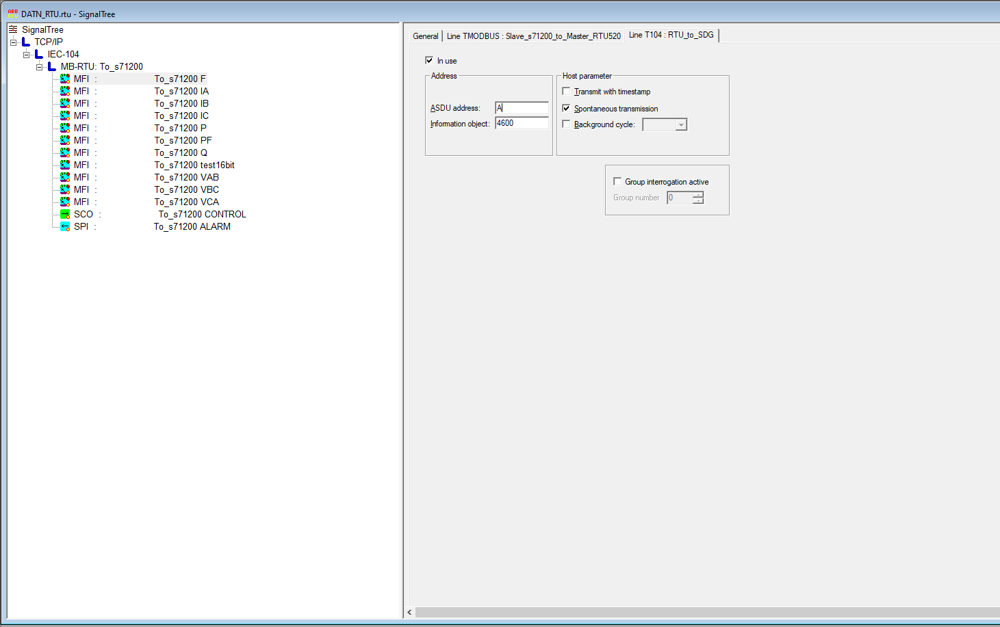 ABB
DATN_RTU.rtu - SignalTree
SignalTree
TCP/IP
IEC-104
MB-RTU: To_s71200
MFI : To_s71200 F
MFI : To_s71200 IA
MFI : To_s71200 IB
MFI : To_s71200 IC
MFI : To_s71200 P
MFI : To_s71200 PF
MFI : To_s71200 Q
MFI : To_s71200 test16bit
MFI : To_s71200 VAB
MFI : To_s71200 VBC
MFI : To_s71200 VCA
SCO : To_s71200 CONTROL
SPI : To_s71200 ALARM
General
Line TMODBUS : Slave_s71200_to_Master_RTU520
Line T104 : RTU_to_SDG
In use
Address
ASDU address: A
Information object: 4600
Host parameter
Transmit with timestamp
Spontaneous transmission
Background cycle:
Group interrogation active
Group number 0